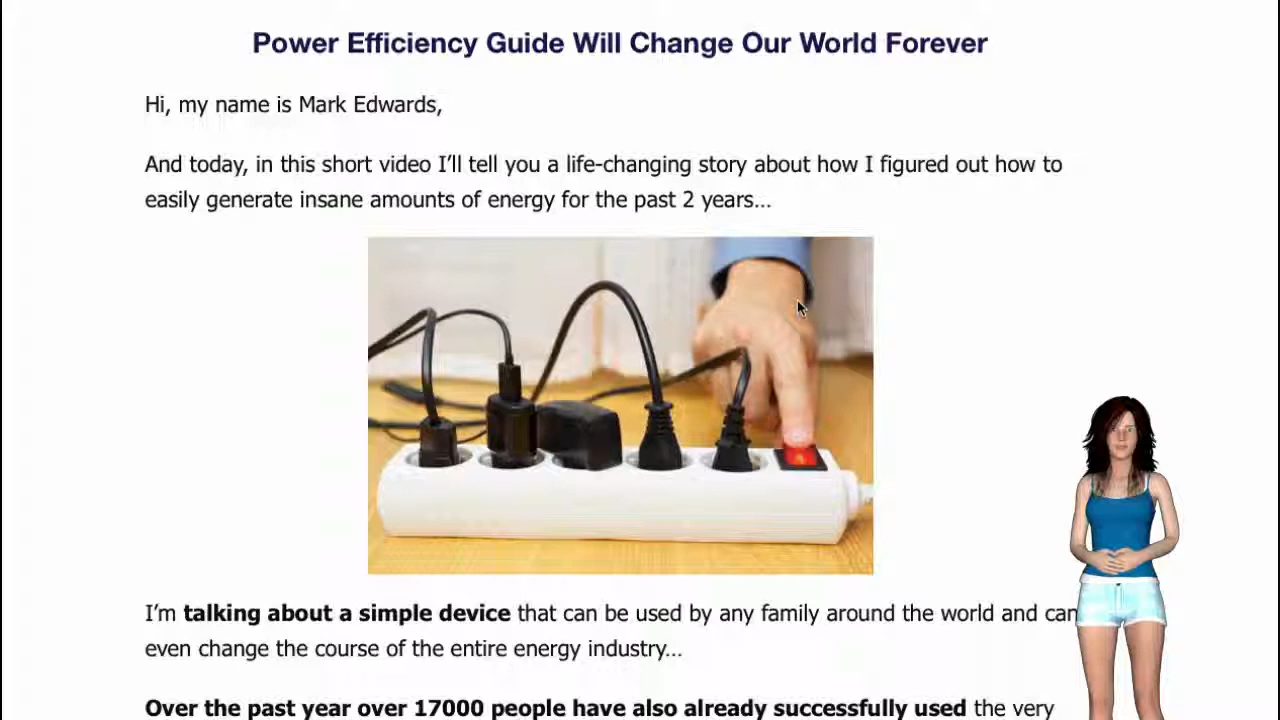 Power Efficiency Guide Will Change Our World Forever
Hi, my name is Mark Edwards,
And today, in this short video I’ll tell you a life-changing story about how I figured out how to
easily generate insane amounts of energy for the past 2 years…
I’m talking about a simple device that can be used by any family around the world and can
even change the course of the entire energy industry…
Over the past year over 17000 people have also already successfully used the very